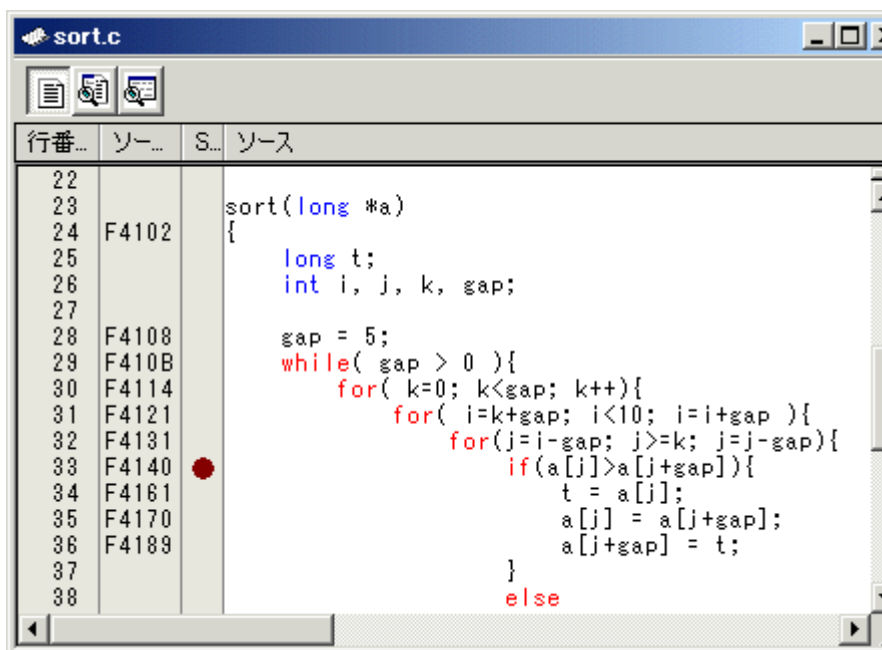 sort.c
行番... ソー... S... ソース
22
23 sort(long *a)
24 F4102 {
25 long t;
26 int i, j, k, gap;
27
28 F4108 gap = 5;
29 F410B while( gap > 0 ){
30 F4114 for( k=0; k<gap; k++){
31 F4121 for( i=k+gap; i<10; i=i+gap ){
32 F4131 for(j=i-gap; j>=k; j=j-gap){
33 F4140 if(a[j]>a[j+gap]){
34 F4161 t = a[j];
35 F4170 a[j] = a[j+gap];
36 F4189 a[j+gap] = t;
37 }
38 else